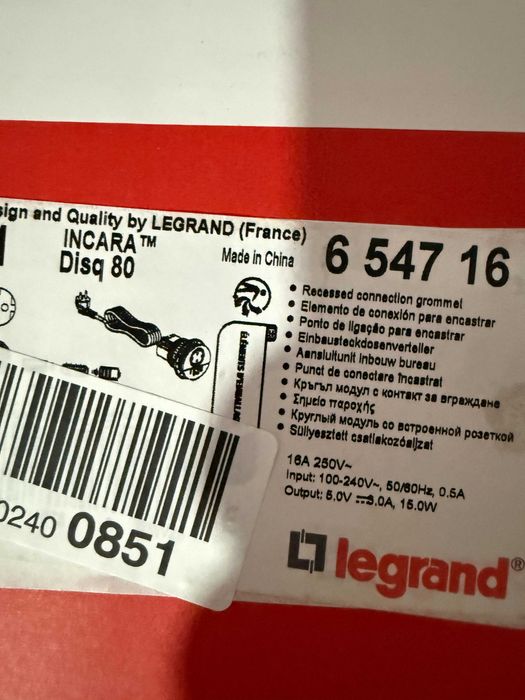 sign and Quality by LEGRAND (France)
INCARA™
Disq 80
Made in China
6 547 16
• Recessed connection grommet
• Elemento de conexión para encastrar
• Ponto de ligação para encastrar
• Einbausteckdosenverteiler
• Aansluitunit inbouw bureau
• Punct de conectare încastrat
• Кръгъл модул с контакт за вграждане
• Σημείο παροχής
• Круглый модуль со встроенной розеткой
• Süllyesztett csatlakozóaljzat
16A 250V~
Input: 100-240V~, 50/60Hz, 0.5A
Output: 5.0V ⎓3.0A, 15.0W
legrand®
0240 0851